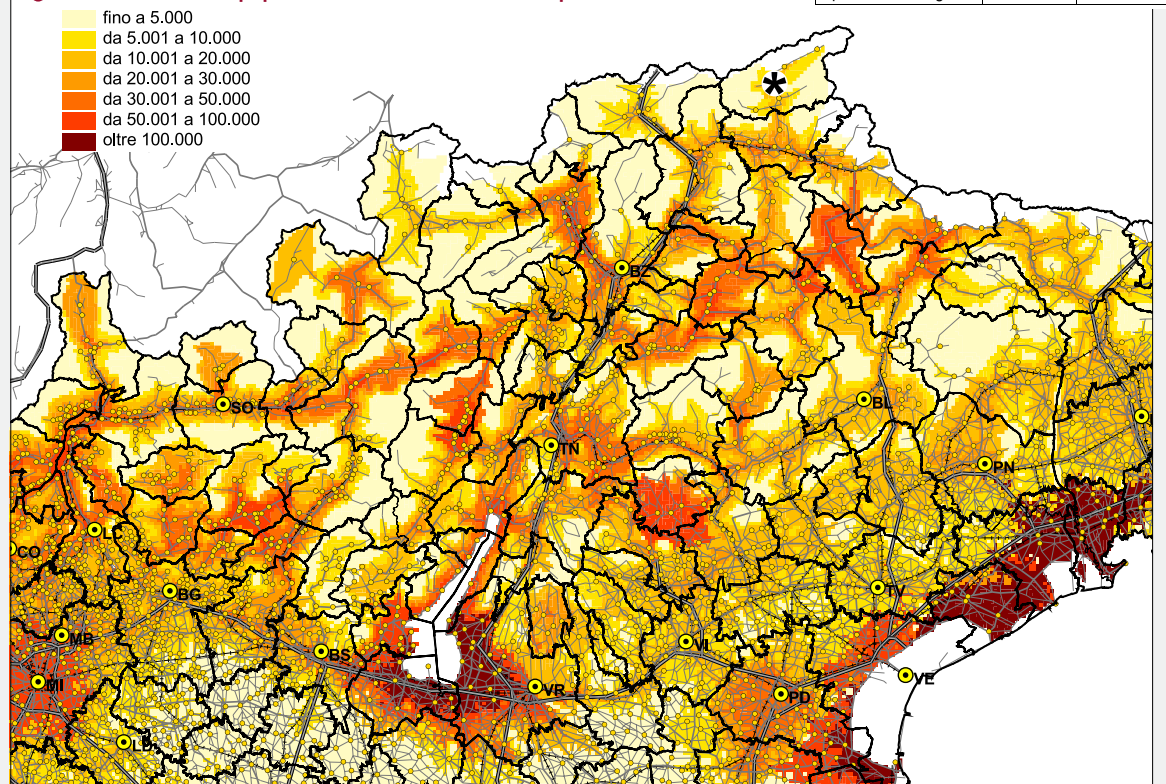 fino a 5.000
da 5.001 a 10.000
da 10.001 a 20.000
da 20.001 a 30.000
da 30.001 a 50.000
da 50.001 a 100.000
oltre 100.000
*
BZ
SO
BL
TN
PN
LC
CO
BG
TV
MB
BS
VI
MI
VR
PD
VE
LD